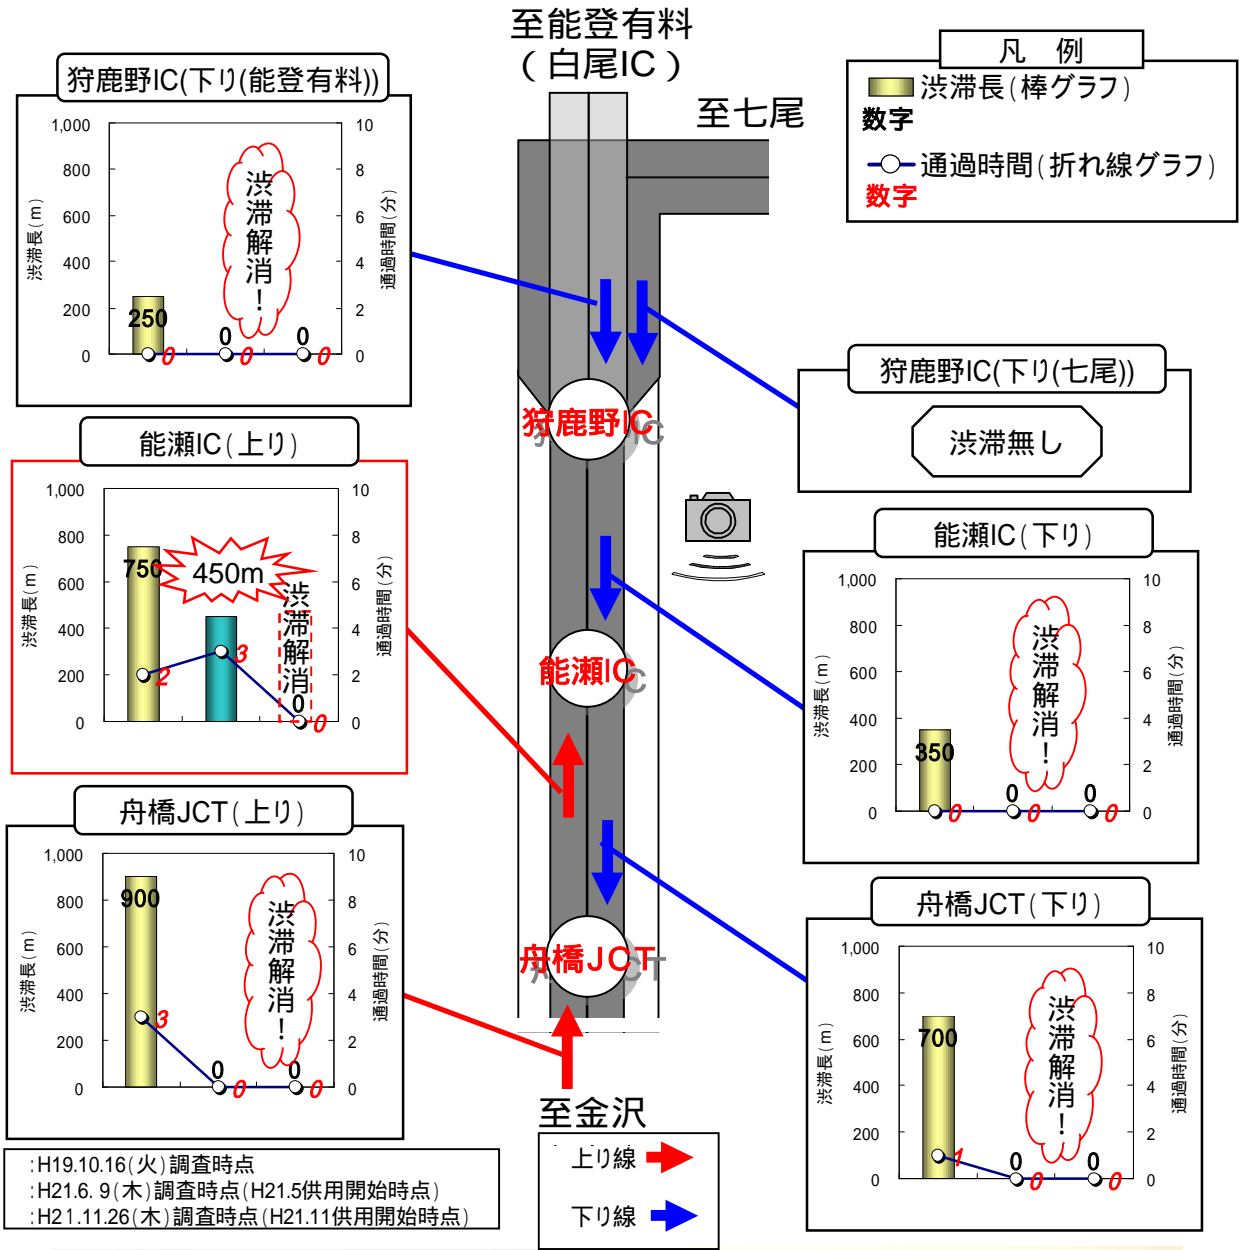 至能登有料
(白尾IC)
至七尾
凡 例
渋滞長(棒グラフ)
数字
通過時間(折れ線グラフ)
数字
狩鹿野IC(下り(能登有料))
渋滞長(m)
1,000
800
600
400
200
0
10
8
6
4
2
0
通過時間(分)
渋滞解消!
250
0
0
0
0
0
狩鹿野IC
狩鹿野IC(下り(七尾))
渋滞無し
能瀬IC(上り)
渋滞長(m)
1,000
800
600
400
200
0
10
8
6
4
2
0
通過時間(分)
750
450m
渋滞解消
2
3
0
0
能瀬IC(下り)
渋滞長(m)
1,000
800
600
400
200
0
10
8
6
4
2
0
通過時間(分)
渋滞解消!
350
0
0
0
0
0
能瀬IC
舟橋JCT(上り)
渋滞長(m)
1,000
800
600
400
200
0
10
8
6
4
2
0
通過時間(分)
渋滞解消!
900
3
0
0
0
0
舟橋JCT(下り)
渋滞長(m)
1,000
800
600
400
200
0
10
8
6
4
2
0
通過時間(分)
渋滞解消!
700
1
0
0
0
0
舟橋JCT
至金沢
上り線
下り線
:H19.10.16(火)調査時点
:H21.6. 9(木)調査時点(H21.5供用開始時点)
:H21.11.26(木)調査時点(H21.11供用開始時点)